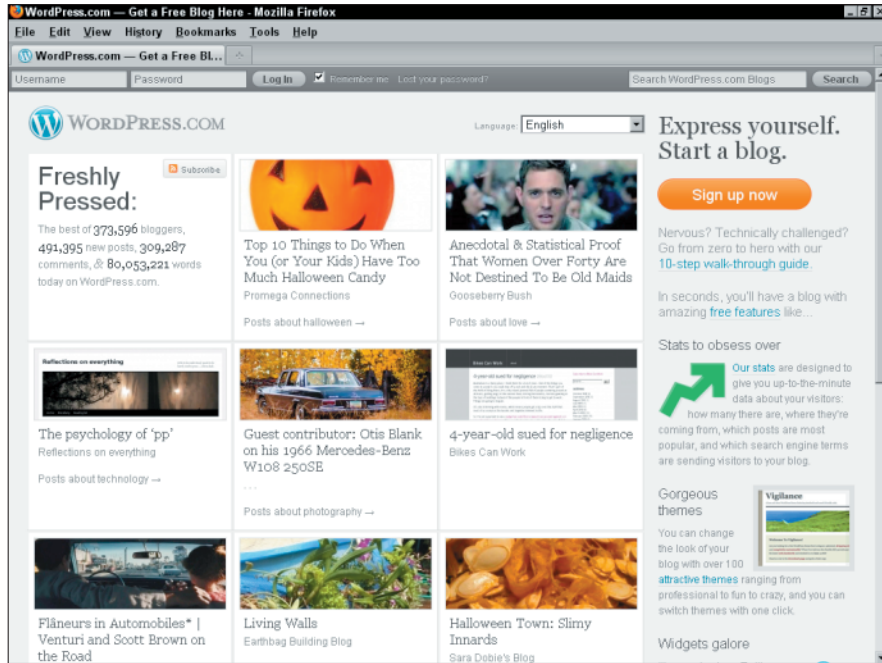 WordPress.com — Get a Free Blog Here - Mozilla Firefox
File Edit View History Bookmarks Tools Help
WordPress.com — Get a Free Bl...
Username Password Log In Remember me Lost your password? Search WordPress.com Blogs Search
WORDPRESS.COM
Language: English
Freshly
Pressed:
Subscribe
The best of 373,596 bloggers,
491,395 new posts, 309,287
comments, & 80,053,221 words
today on WordPress.com.
Top 10 Things to Do When
You (or Your Kids) Have Too
Much Halloween Candy
Promega Connections
Posts about halloween →
Anecdotal & Statistical Proof
That Women Over Forty Are
Not Destined To Be Old Maids
Gooseberry Bush
Posts about love →
Reflections on everything
The psychology of ‘pp’
Reflections on everything
Posts about technology →
Guest contributor: Otis Blank
on his 1966 Mercedes-Benz
W108 250SE
...
Posts about photography →
Bikes Can Work
4-year-old sued for negligence
4-year-old sued for negligence
Bikes Can Work
Flâneurs in Automobiles* |
Venturi and Scott Brown on
the Road
Living Walls
Earthbag Building Blog
Halloween Town: Slimy
Innards
Sara Dobie's Blog
Express yourself.
Start a blog.
Sign up now
Nervous? Technically challenged?
Go from zero to hero with our
10-step walk-through guide.
In seconds, you'll have a blog with
amazing free features like...
Stats to obsess over
Our stats are designed to
give you up-to-the-minute
data about your visitors:
how many there are, where they're
coming from, which posts are most
popular, and which search engine terms
are sending visitors to your blog.
Gorgeous
themes
Vigilance
You can change
the look of your
blog with over 100
attractive themes ranging from
professional to fun to crazy, and you can
switch themes with one click.
Widgets galore